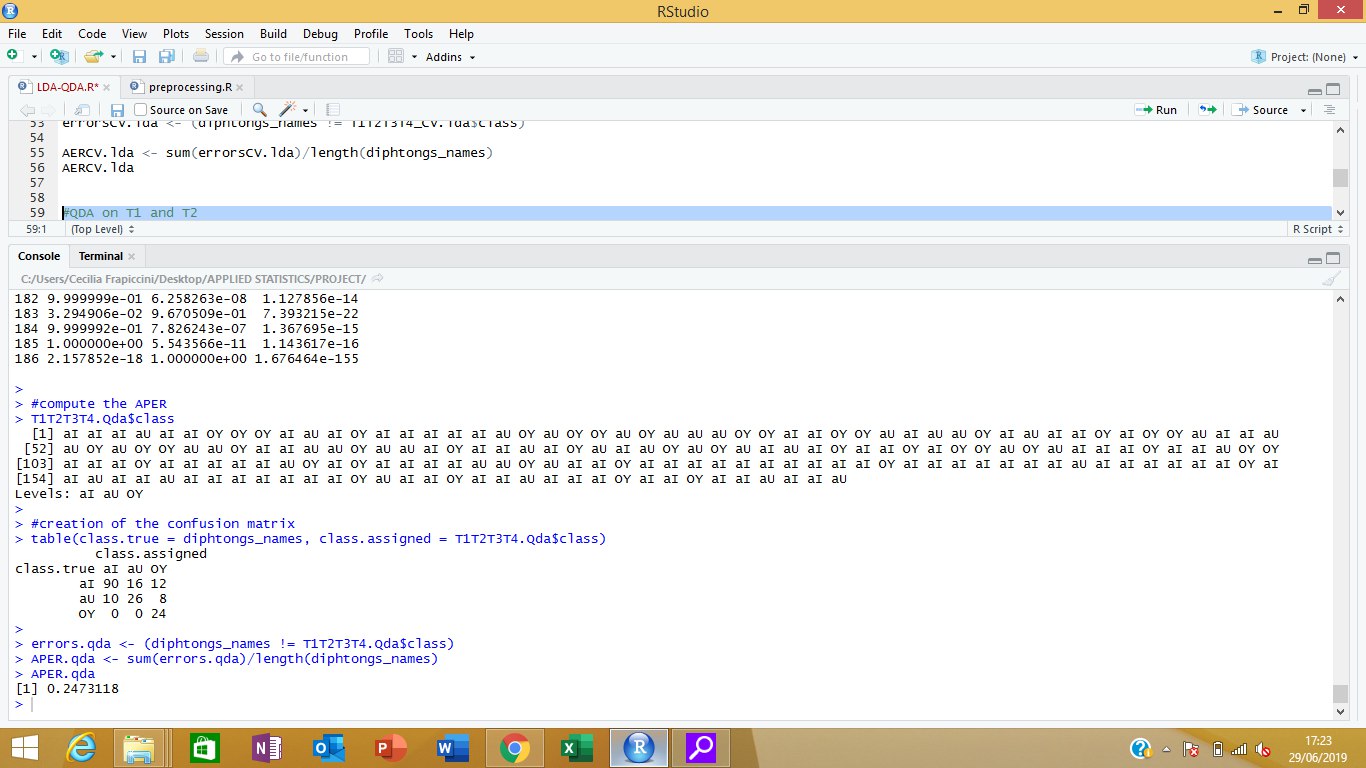 RStudio
File Edit Code View Plots Session Build Debug Profile Tools Help
Go to file/function Addins Project: (None)
LDA-QDA.R* preprocessing.R
Source on Save Run Source
53 errorsCV.lda <- (diphtongs_names != T1T2T3T4_CV.lda$class)
54
55 AERCV.lda <- sum(errorsCV.lda)/length(diphtongs_names)
56 AERCV.lda
57
58
59 #QDA on T1 and T2
59:1 (Top Level) R Script
Console Terminal
C:/Users/Cecilia Frapiccini/Desktop/APPLIED STATISTICS/PROJECT/
182 9.999999e-01 6.258263e-08 1.127856e-14
183 3.294906e-02 9.670509e-01 7.393215e-22
184 9.999992e-01 7.826243e-07 1.367695e-15
185 1.000000e+00 5.543566e-11 1.143617e-16
186 2.157852e-18 1.000000e+00 1.676464e-155
>
> #compute the APER
> T1T2T3T4.Qda$class
[1] aI aI aI aU aI aI OY OY OY aI aU aI OY aI aI aI aI aI aU OY aU OY OY aU OY aU aU aU OY OY aI aI OY OY aU aI aU aU OY aI aU aI aI OY aI OY OY aU aI aI aU
[52] aU OY aU OY OY aU aU OY aI aU aU aI aI aU aI OY aU aI OY aI aU OY aI aU aU OY aU aI OY aU aI OY aI OY aI OY OY aU OY aU aI aU aI aI OY aI aU aU OY OY
[103] aI aI aI OY aI aI aI aI aI aU OY aI OY aI aI aI aI aU aU OY aU aI aI OY aI aI aI aI aI aI aI aI aI aI OY aI aI aI aI aI aI aI aU aI aI aI aI aI aI OY aI
[154] aI aU aI aI aU aI aI aI aI aI aI aI OY aU aI OY aI aI aU aI aI aI OY aI OY aI aI aU aI aI aU
Levels: aI aU OY
>
> #creation of the confusion matrix
> table(class.true = diphtongs_names, class.assigned = T1T2T3T4.Qda$class)
class.assigned
class.true aI aU OY
aI 90 16 12
aU 10 26 8
OY 0 0 24
>
> errors.qda <- (diphtongs_names != T1T2T3T4.Qda$class)
> APER.qda <- sum(errors.qda)/length(diphtongs_names)
> APER.qda
[1] 0.2473118
>
17:23
29/06/2019